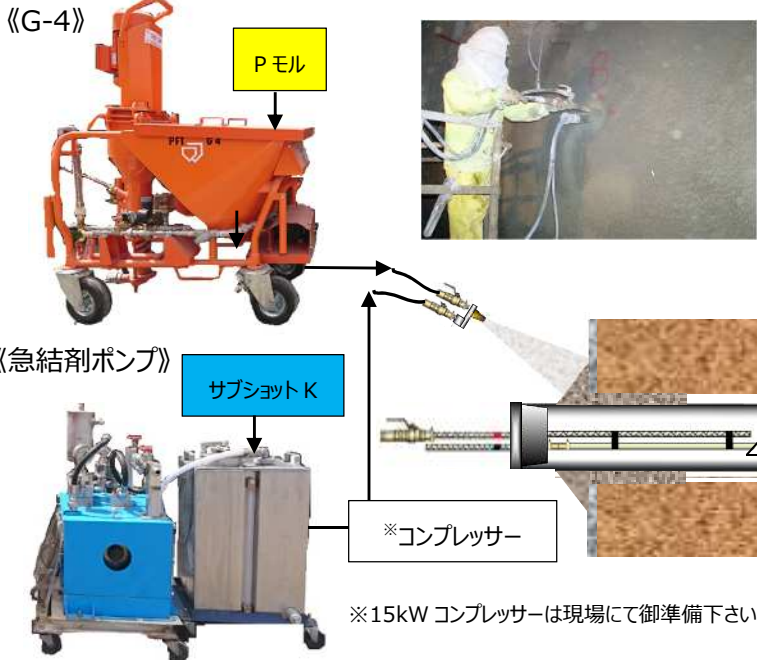 《G-4》
P モル
PFT G4
《急結剤ポンプ》
サブショット K
※コンプレッサー
※15kW コンプレッサーは現場にて御準備下さい